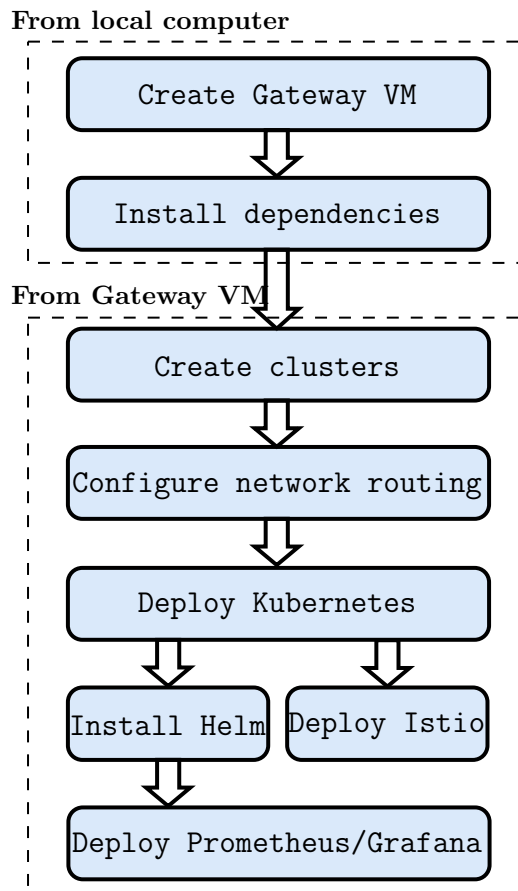 From local computer
Create Gateway VM
Install dependencies
From Gateway VM
Create clusters
Configure network routing
Deploy Kubernetes
Install Helm
Deploy Istio
Deploy Prometheus/Grafana